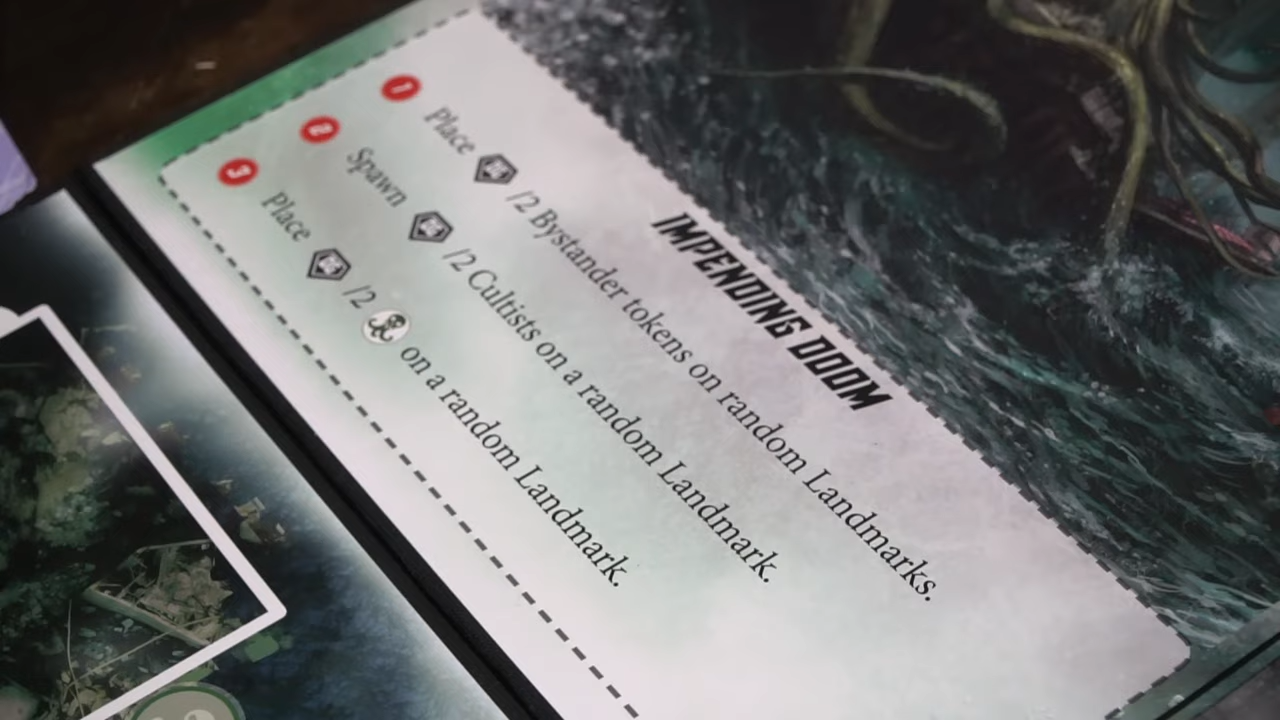 IMPENDING DOOM
1 Place /2 Bystander tokens on random Landmarks.
2 Spawn /2 Cultists on a random Landmark.
3 Place /2 on a random Landmark.